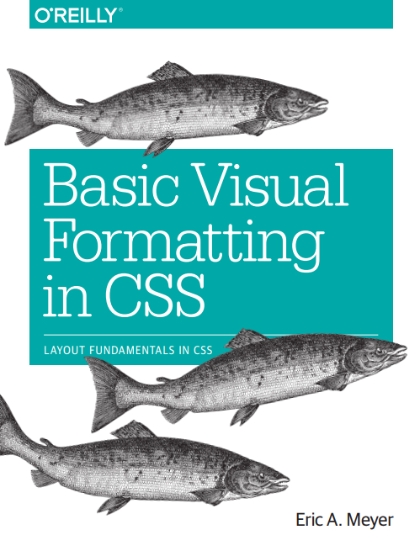 O'REILLY®
Basic Visual
Formatting
in CSS
LAYOUT FUNDAMENTALS IN CSS
Eric A. Meyer